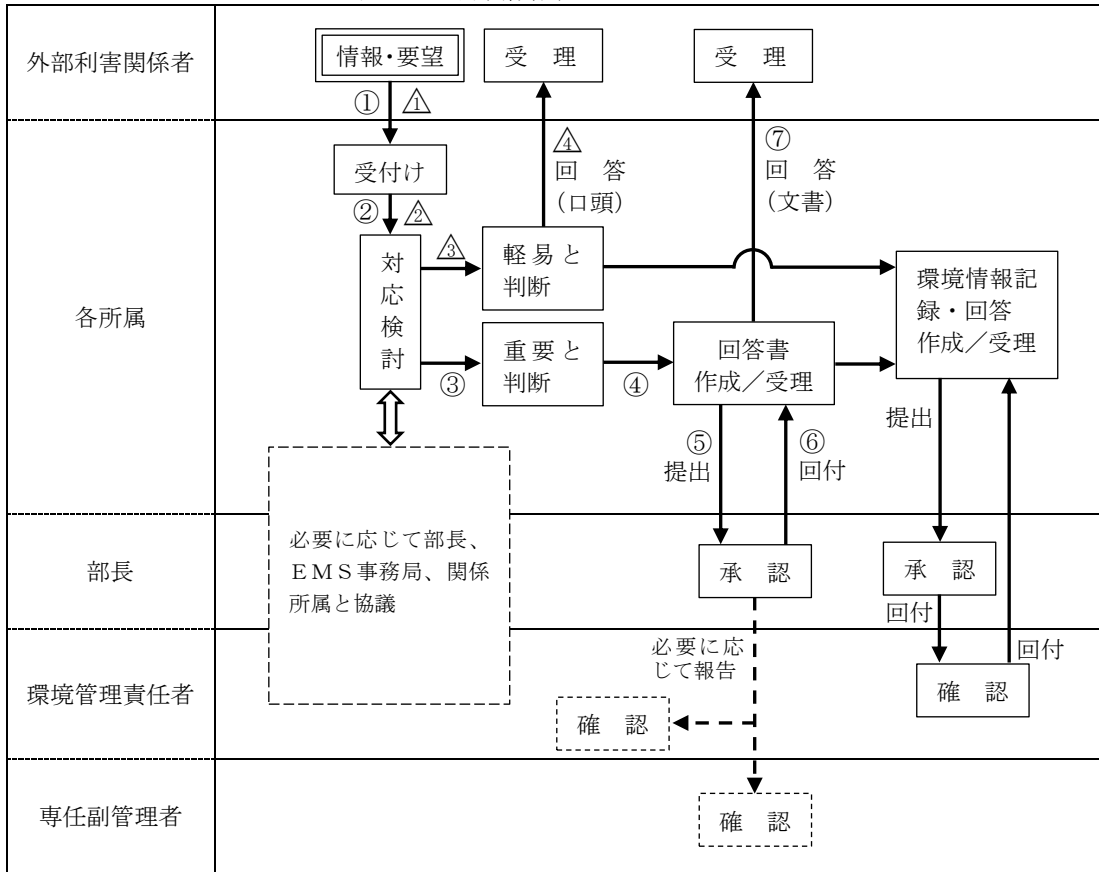 外部利害関係者
情報・要望
受　理
受　理
①
△1
各所属
受付け
②
△2
対応検討
△3
軽易と
判断
△4
回　答
（口頭）
③
重要と
判断
④
回答書
作成／受理
⑦
回　答
（文書）
環境情報記
録・回答
作成／受理
⑤
提出
⑥
回付
提出
必要に応じて部長、
ＥＭＳ事務局、関係
所属と協議
部長
承　認
承　認
回付
必要に応
じて報告
回付
環境管理責任者
確　認
確　認
専任副管理者
確　認